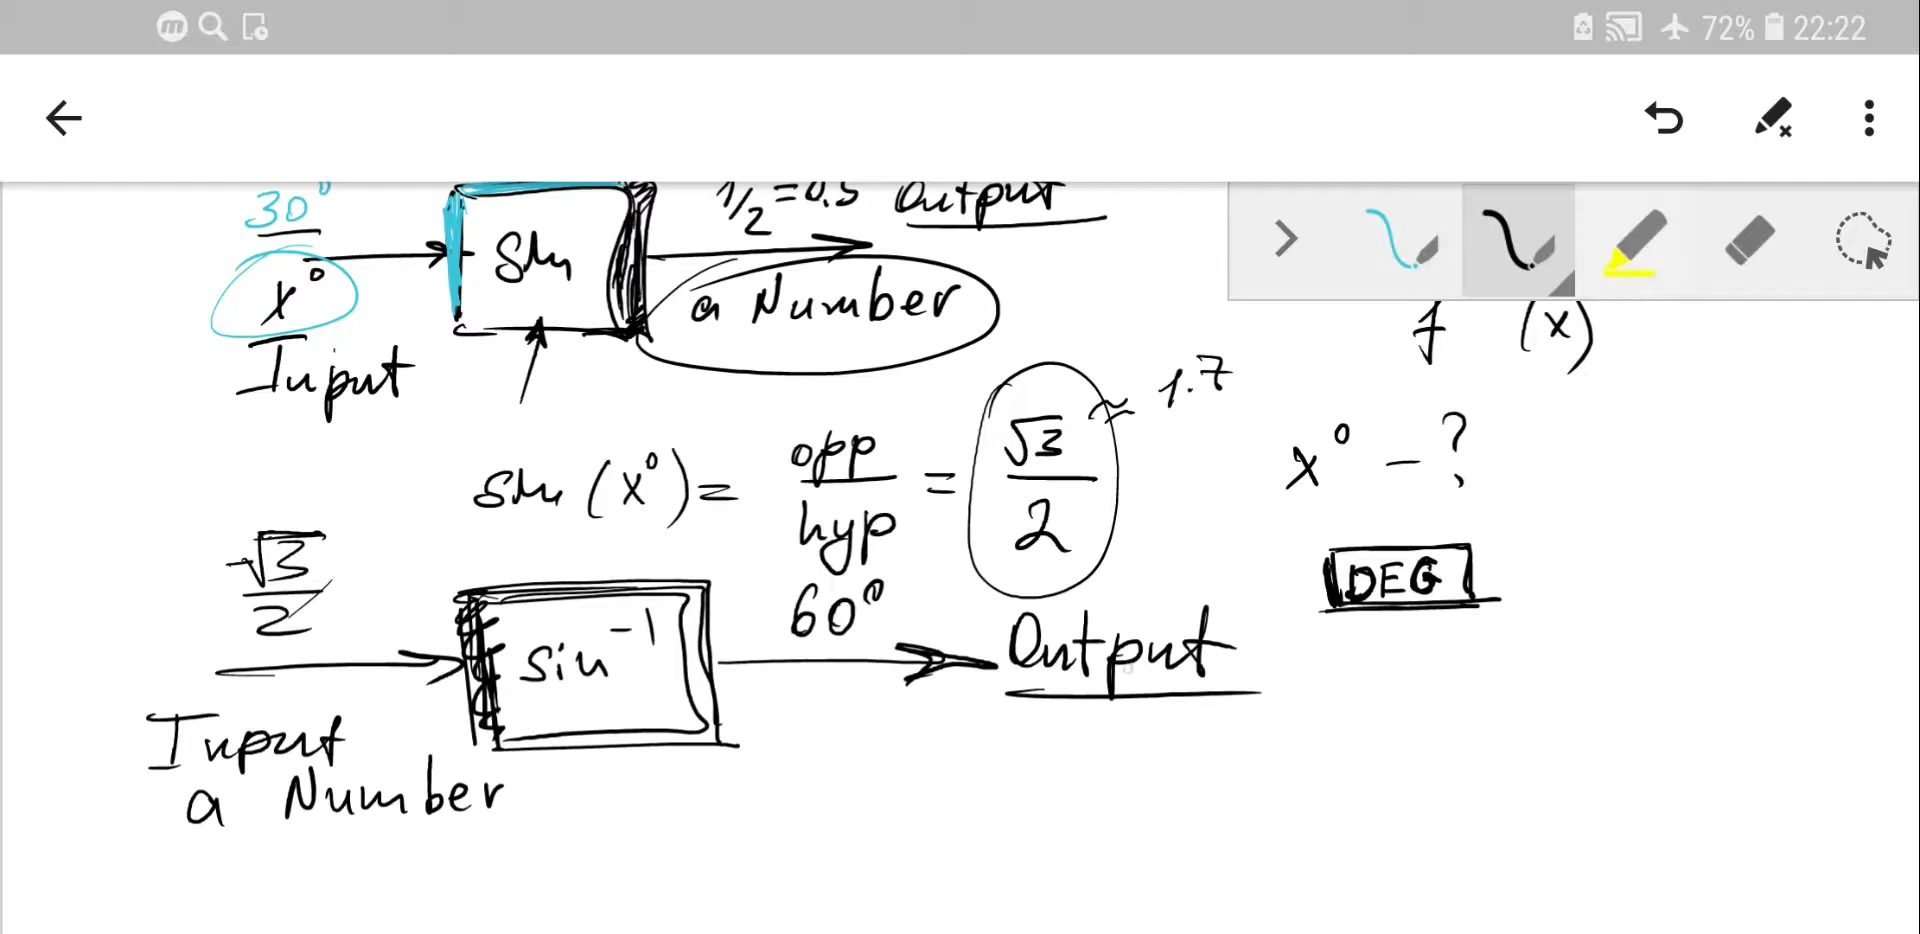 72% 22:22
30°
1/2 = 0.5 Output
x° sin a Number
Input
f (x)
≈ 1.7
sin (x°) = opp/hyp = √3/2
x° - ?
DEG
√3/2 sin⁻¹ 60° Output
Input
a Number